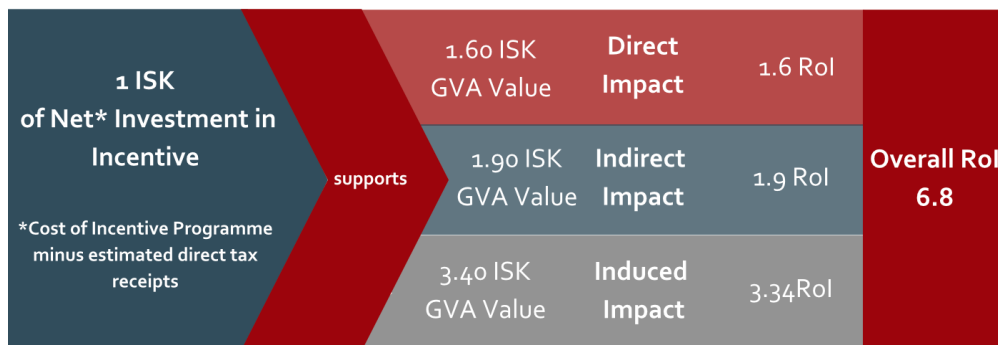 1 ISK
of Net* Investment in
Incentive
*Cost of Incentive Programme
minus estimated direct tax
receipts
supports
1.60 ISK
GVA Value
Direct
Impact
1.6 RoI
1.90 ISK
GVA Value
Indirect
Impact
1.9 RoI
3.40 ISK
GVA Value
Induced
Impact
3.34RoI
Overall RoI
6.8